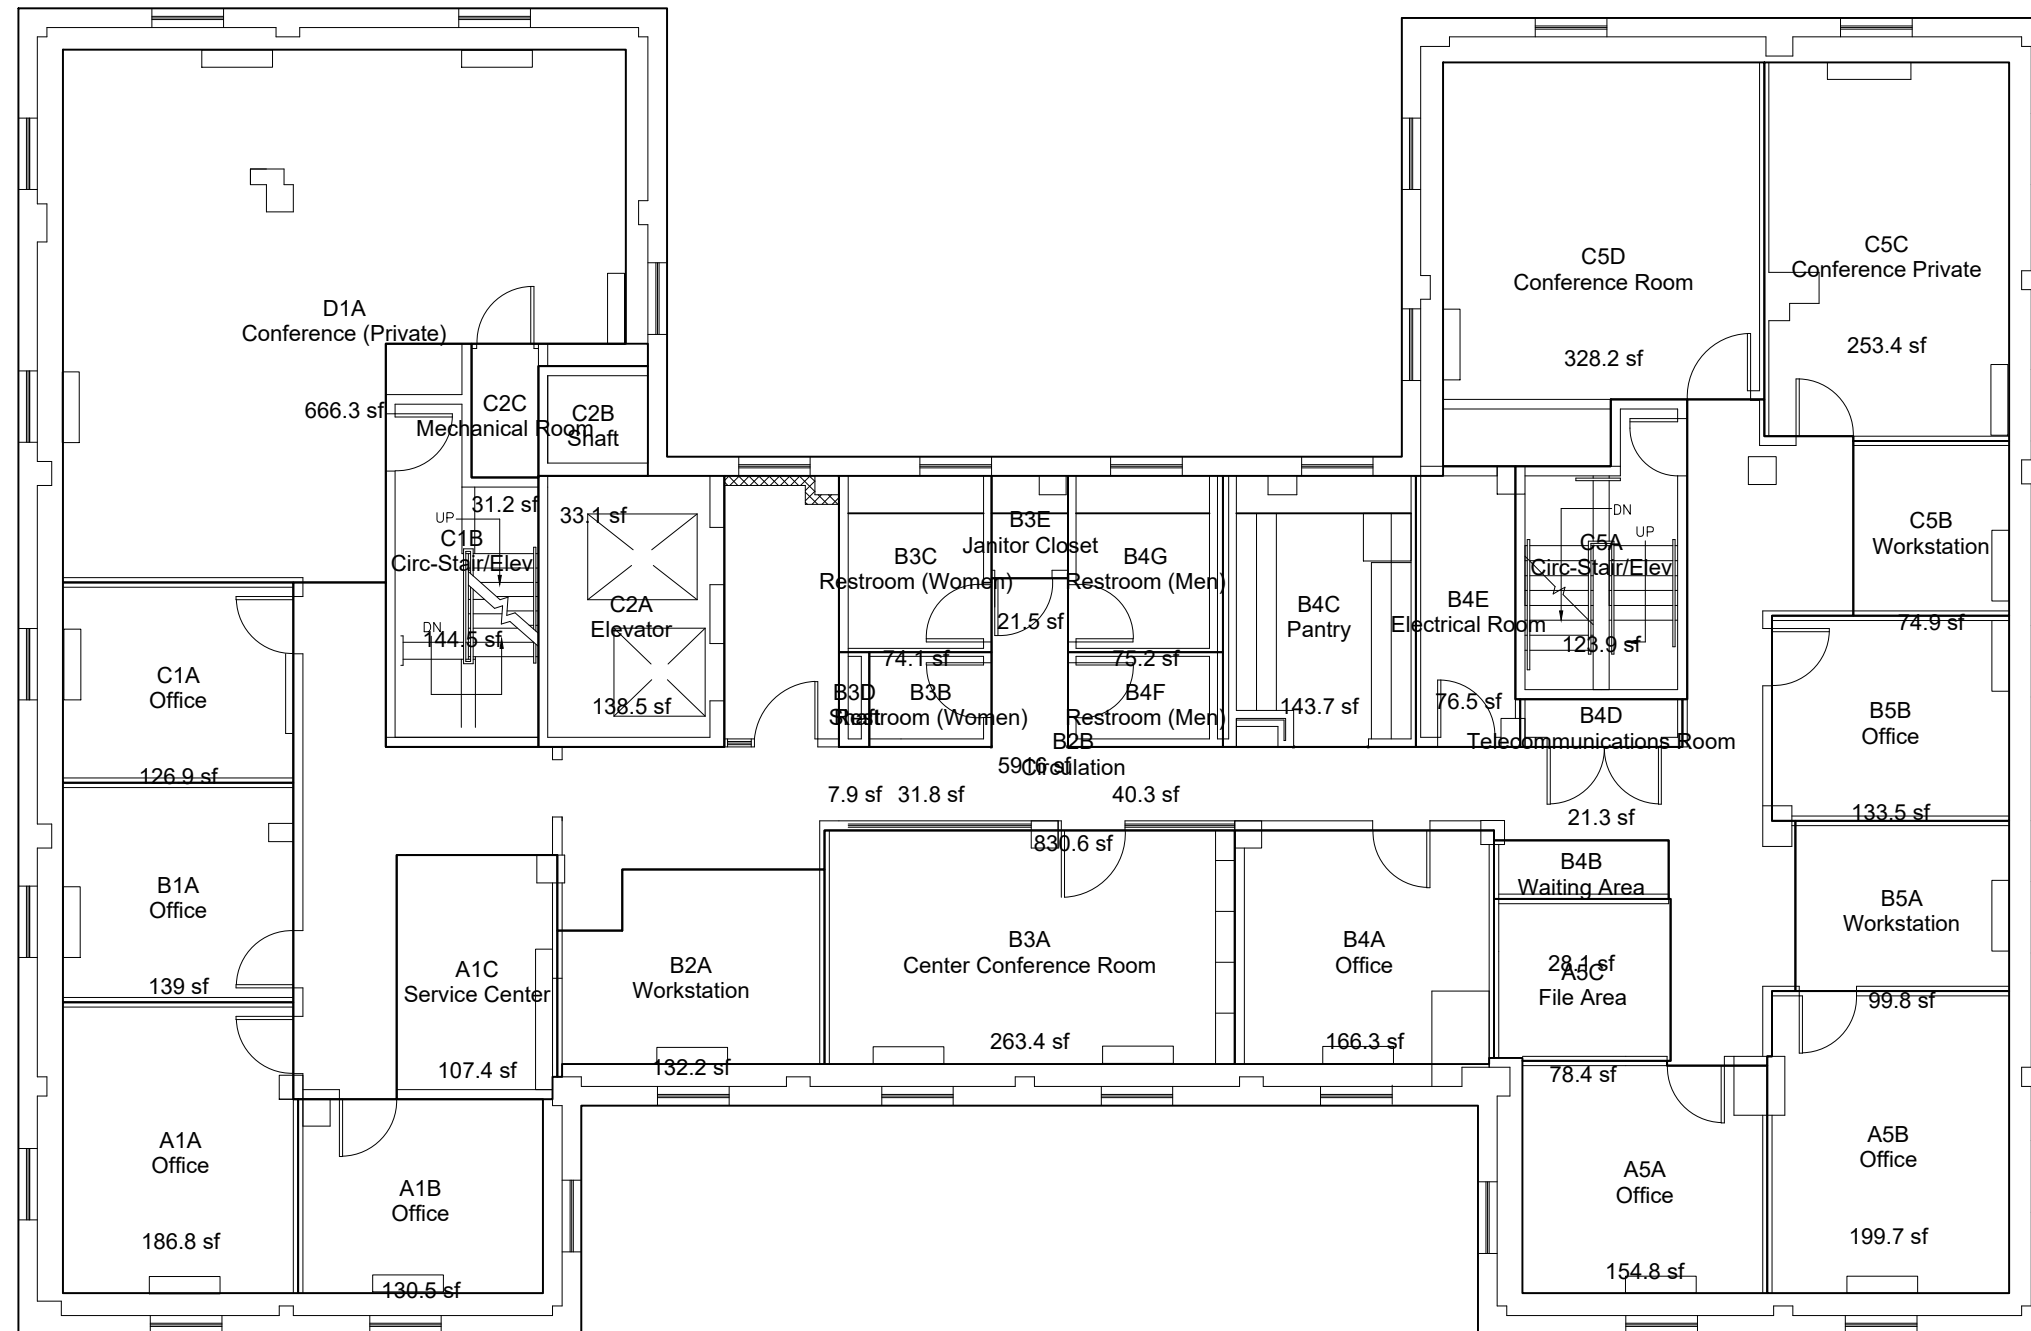 D1A
Conference (Private)
666.3 sf
C2C
Mechanical Room
31.2 sf
C2B
Shaft
33.1 sf
C5D
Conference Room
328.2 sf
C5C
Conference Private
253.4 sf
UP
C1B
Circ-Stair/Elev
DN
144.5 sf
C2A
Elevator
138.5 sf
B3C
Restroom (Women)
74.1 sf
B3E
Janitor Closet
21.5 sf
B4G
Restroom (Men)
75.2 sf
B4C
Pantry
143.7 sf
B4E
Electrical Room
76.5 sf
DN
UP
C5A
Circ-Stair/Elev
123.9 sf
C5B
Workstation
74.9 sf
C1A
Office
126.9 sf
B3D
Shaft
7.9 sf
B3B
Restroom (Women)
31.8 sf
B4F
Restroom (Men)
40.3 sf
B2B
Circulation
830.6 sf
B4D
Telecommunications Room
21.3 sf
B5B
Office
133.5 sf
B1A
Office
139 sf
A1C
Service Center
107.4 sf
B2A
Workstation
132.2 sf
B3A
Center Conference Room
263.4 sf
B4A
Office
166.3 sf
B4B
Waiting Area
28.1 sf
A5C
File Area
78.4 sf
B5A
Workstation
99.8 sf
A1A
Office
186.8 sf
A1B
Office
130.5 sf
A5A
Office
154.8 sf
A5B
Office
199.7 sf